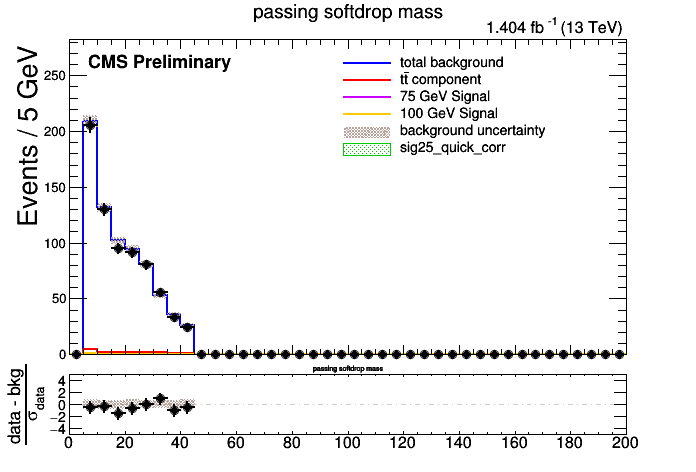 passing softdrop mass
1.404 fb⁻¹ (13 TeV)
CMS Preliminary
total background
tt̄ component
75 GeV Signal
100 GeV Signal
background uncertainty
sig25_quick_corr
Events / 5 GeV
250
200
150
100
50
0
passing softdrop mass
data - bkg
σ data
4
2
0
−2
−4
0 20 40 60 80 100 120 140 160 180 200